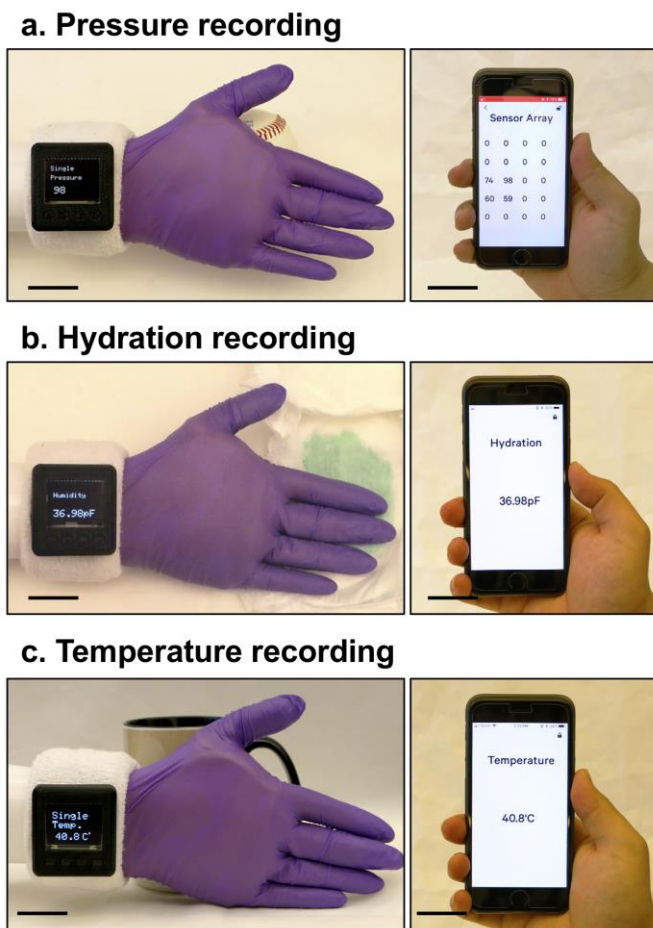 a. Pressure recording
Single
Pressure
98
Sensor Array
0 0 0 0
0 0 0 0
74 98 0 0
60 59 0 0
0 0 0 0
b. Hydration recording
Humidity
36.98pF
Hydration
36.98pF
c. Temperature recording
Single
Temp.
40.8C°
Temperature
40.8°C